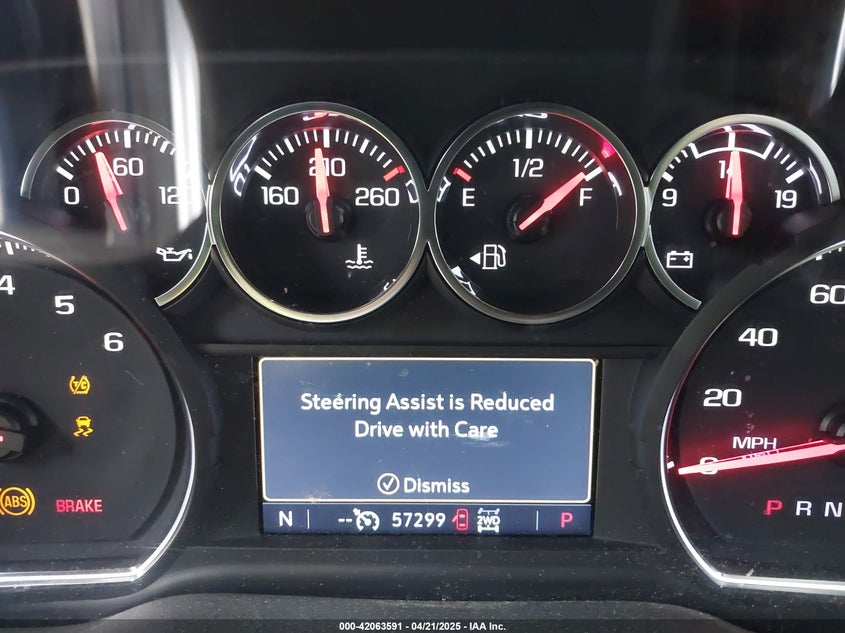 0 60 120
160 210 260
E 1/2 F
9 14 19
4 5 6
T/C
ABS
BRAKE
Steering Assist is Reduced
Drive with Care
Dismiss
N -- 57299 2WD P
0 20 40 60
MPH
P R N
000-42063591 - 04/21/2025 - IAA Inc.